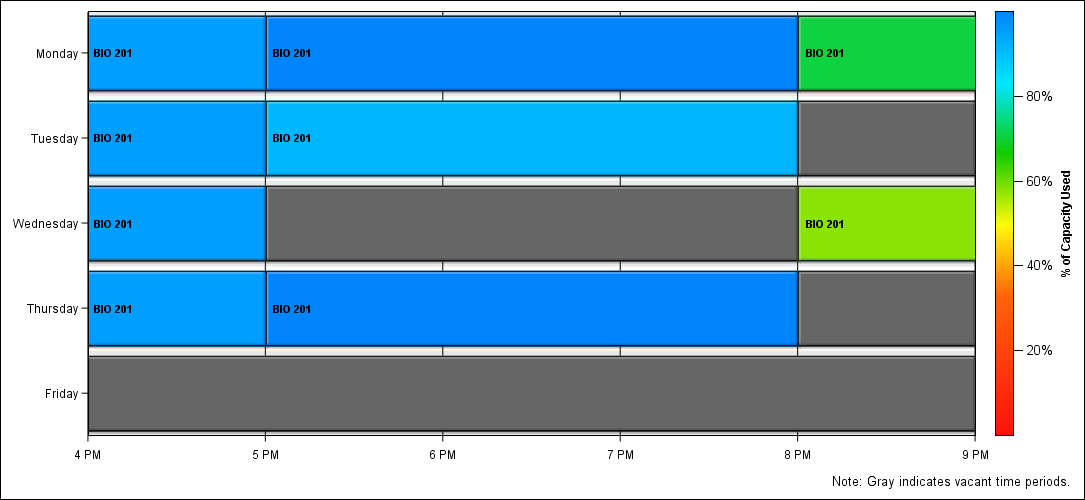 Monday
BIO 201
BIO 201
BIO 201
80%
Tuesday
BIO 201
BIO 201
60%
Wednesday
BIO 201
BIO 201
% of Capacity Used
40%
Thursday
BIO 201
BIO 201
20%
Friday
4 PM
5 PM
6 PM
7 PM
8 PM
9 PM
Note: Gray indicates vacant time periods.